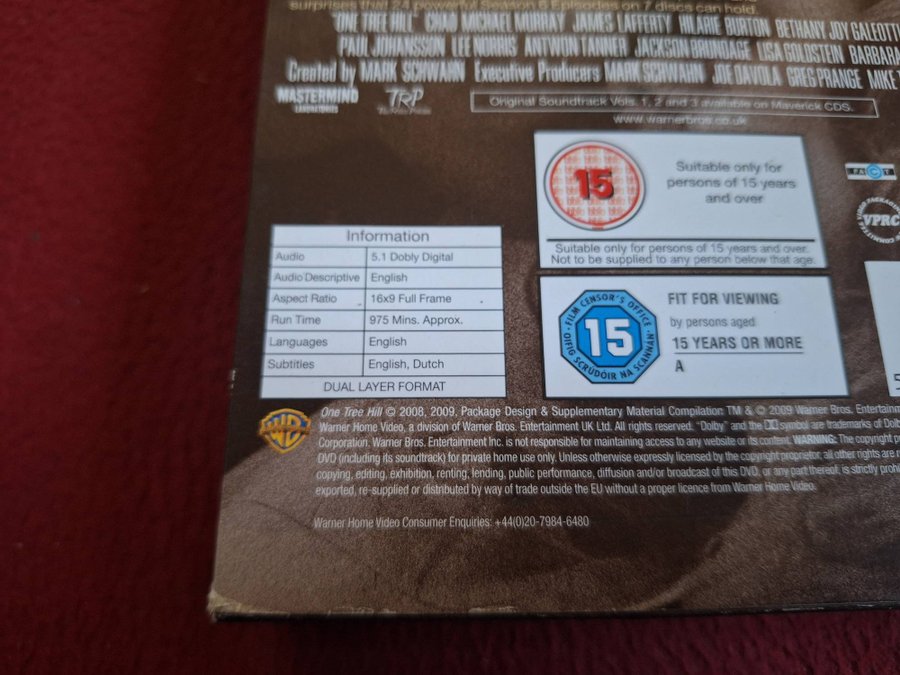 surprises that 24 powerful Season 6 Episodes on 7 discs can hold.
"ONE TREE HILL" CHAD MICHAEL MURRAY JAMES LAFFERTY HILARIE BURTON BETHANY JOY GALEOTTI
PAUL JOHANSSON LEE NORRIS ANTWON TANNER JACKSON BRUNDAGE LISA GOLDSTEIN BARBARA
Created by MARK SCHWAHN Executive Producers MARK SCHWAHN JOE DAVOLA GREG PRANGE MIKE
MASTERMIND
LABORATORIES
TRP
Original Soundtrack Vols. 1, 2 and 3 available on Maverick CDS.
www.warnerbros.co.uk
15
Suitable only for
persons of 15 years
and over
Suitable only for persons of 15 years and over.
Not to be supplied to any person below that age.
FACT
VPRC
Information
Audio 5.1 Dobly Digital
Audio Descriptive English
Aspect Ratio 16x9 Full Frame
Run Time 975 Mins. Approx.
Languages English
Subtitles English, Dutch
DUAL LAYER FORMAT
FILM CENSOR'S OFFICE
15
OIFIG SCRÚDÓIR NA SCANNÁN
FIT FOR VIEWING
by persons aged
15 YEARS OR MORE
A
WB
One Tree Hill © 2008, 2009. Package Design & Supplementary Material Compilation TM & © 2009 Warner Bros. Entertainm
Warner Home Video, a division of Warner Bros. Entertainment UK Ltd. All rights reserved. "Dolby" and the symbol are trademarks of Dolb
Corporation. Warner Bros. Entertainment Inc. is not responsible for maintaining access to any website or its content. WARNING: The copyright p
DVD (including its soundtrack) for private home use only. Unless otherwise expressly licensed by the copyright proprietor, all other rights are r
copying, editing, exhibition, renting, lending, public performance, diffusion and/or broadcast of this DVD, or any part thereof, is strictly prohi
exported, re-supplied or distributed by way of trade outside the EU without a proper licence from Warner Home Video.
Warner Home Video Consumer Enquiries: +44(0)20-7984-6480